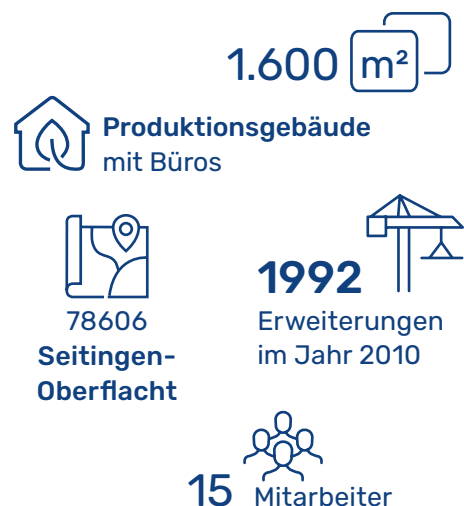 1.600 m²
Produktionsgebäude
mit Büros
78606
Seitingen-
Oberflacht
1992
Erweiterungen
im Jahr 2010
15 Mitarbeiter